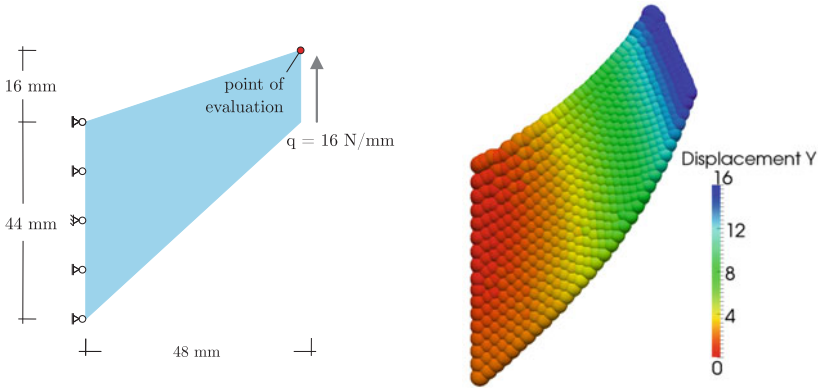 16 mm
point of
evaluation
q = 16 N/mm
44 mm
48 mm
Displacement Y
16
12
8
4
0